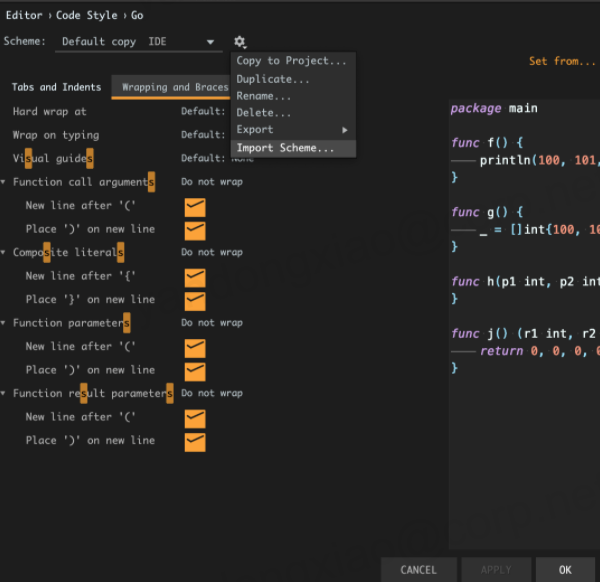 Editor › Code Style › Go
Scheme: Default copy IDE
Copy to Project...
Set from...
Duplicate...
Rename...
Delete...
Export
Import Scheme...
Tabs and Indents Wrapping and Braces
Hard wrap at Default:
Wrap on typing Default:
Visual guides Default: None
Function call arguments Do not wrap
New line after '('
Place ')' on new line
Composite literals Do not wrap
New line after '{'
Place '}' on new line
Function parameters Do not wrap
New line after '('
Place ')' on new line
Function result parameters Do not wrap
New line after '('
Place ')' on new line
package main
func f() {
println(100, 101,
}
func g() {
_ = []int{100, 10
}
func h(p1 int, p2 int
}
func j() (r1 int, r2
return 0, 0, 0, 0
}
CANCEL APPLY OK